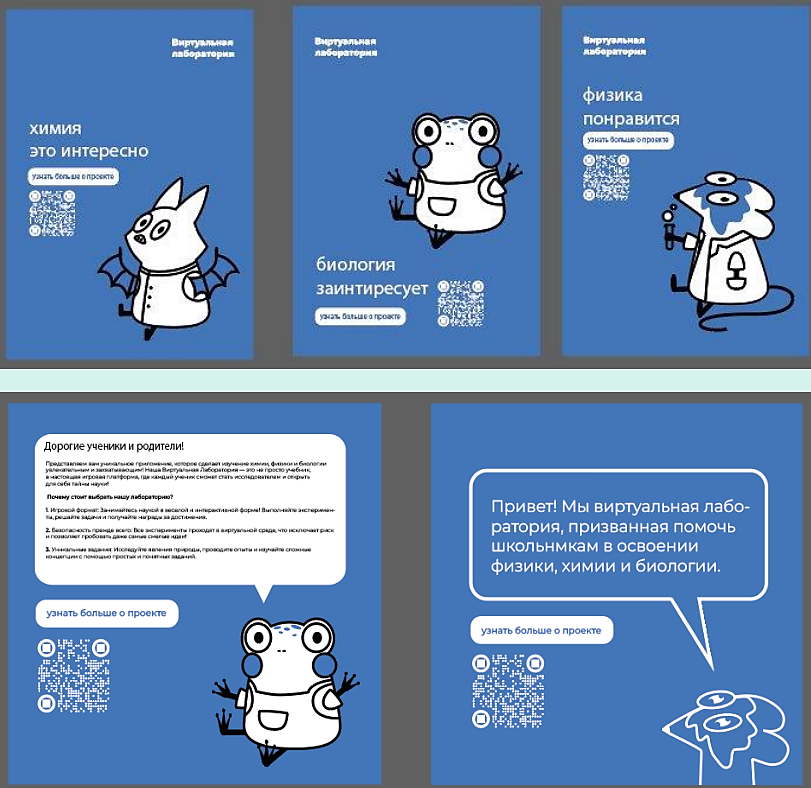 Виртуальная
лаборатория
химия
это интересно
узнать больше о проекте
Виртуальная
лаборатория
биология
заинтиресует
узнать больше о проекте
Виртуальная
лаборатория
физика
понравится
узнать больше о проекте
Дорогие ученики и родители!
Представляем вам уникальное приложение, которое сделает изучение химии, физики и биологии
увлекательным и захватывающим! Наша Виртуальная Лаборатория — это не просто учебник,
а настоящая игровая платформа, где каждый ученик сможет стать исследователем и открыть
для себя тайны науки!
Почему стоит выбрать нашу лабораторию?
1. Игровой формат: Занимайтесь наукой в веселой и интерактивной форме! Выполняйте эксперимен-
ты, решайте задачи и получайте награды за достижения.
2. Безопасность прежде всего: Все эксперименты проходят в виртуальной среде, что исключает риск
и позволяет пробовать даже самые смелые идеи!
3. Уникальные задания: Исследуйте явления природы, проводите опыты и изучайте сложные
концепции с помощью простых и понятных заданий.
узнать больше о проекте
Привет! Мы виртуальная лабо-
ратория, призванная помочь
школьнмкам в освоении
физики, химии и биологии.
узнать больше о проекте